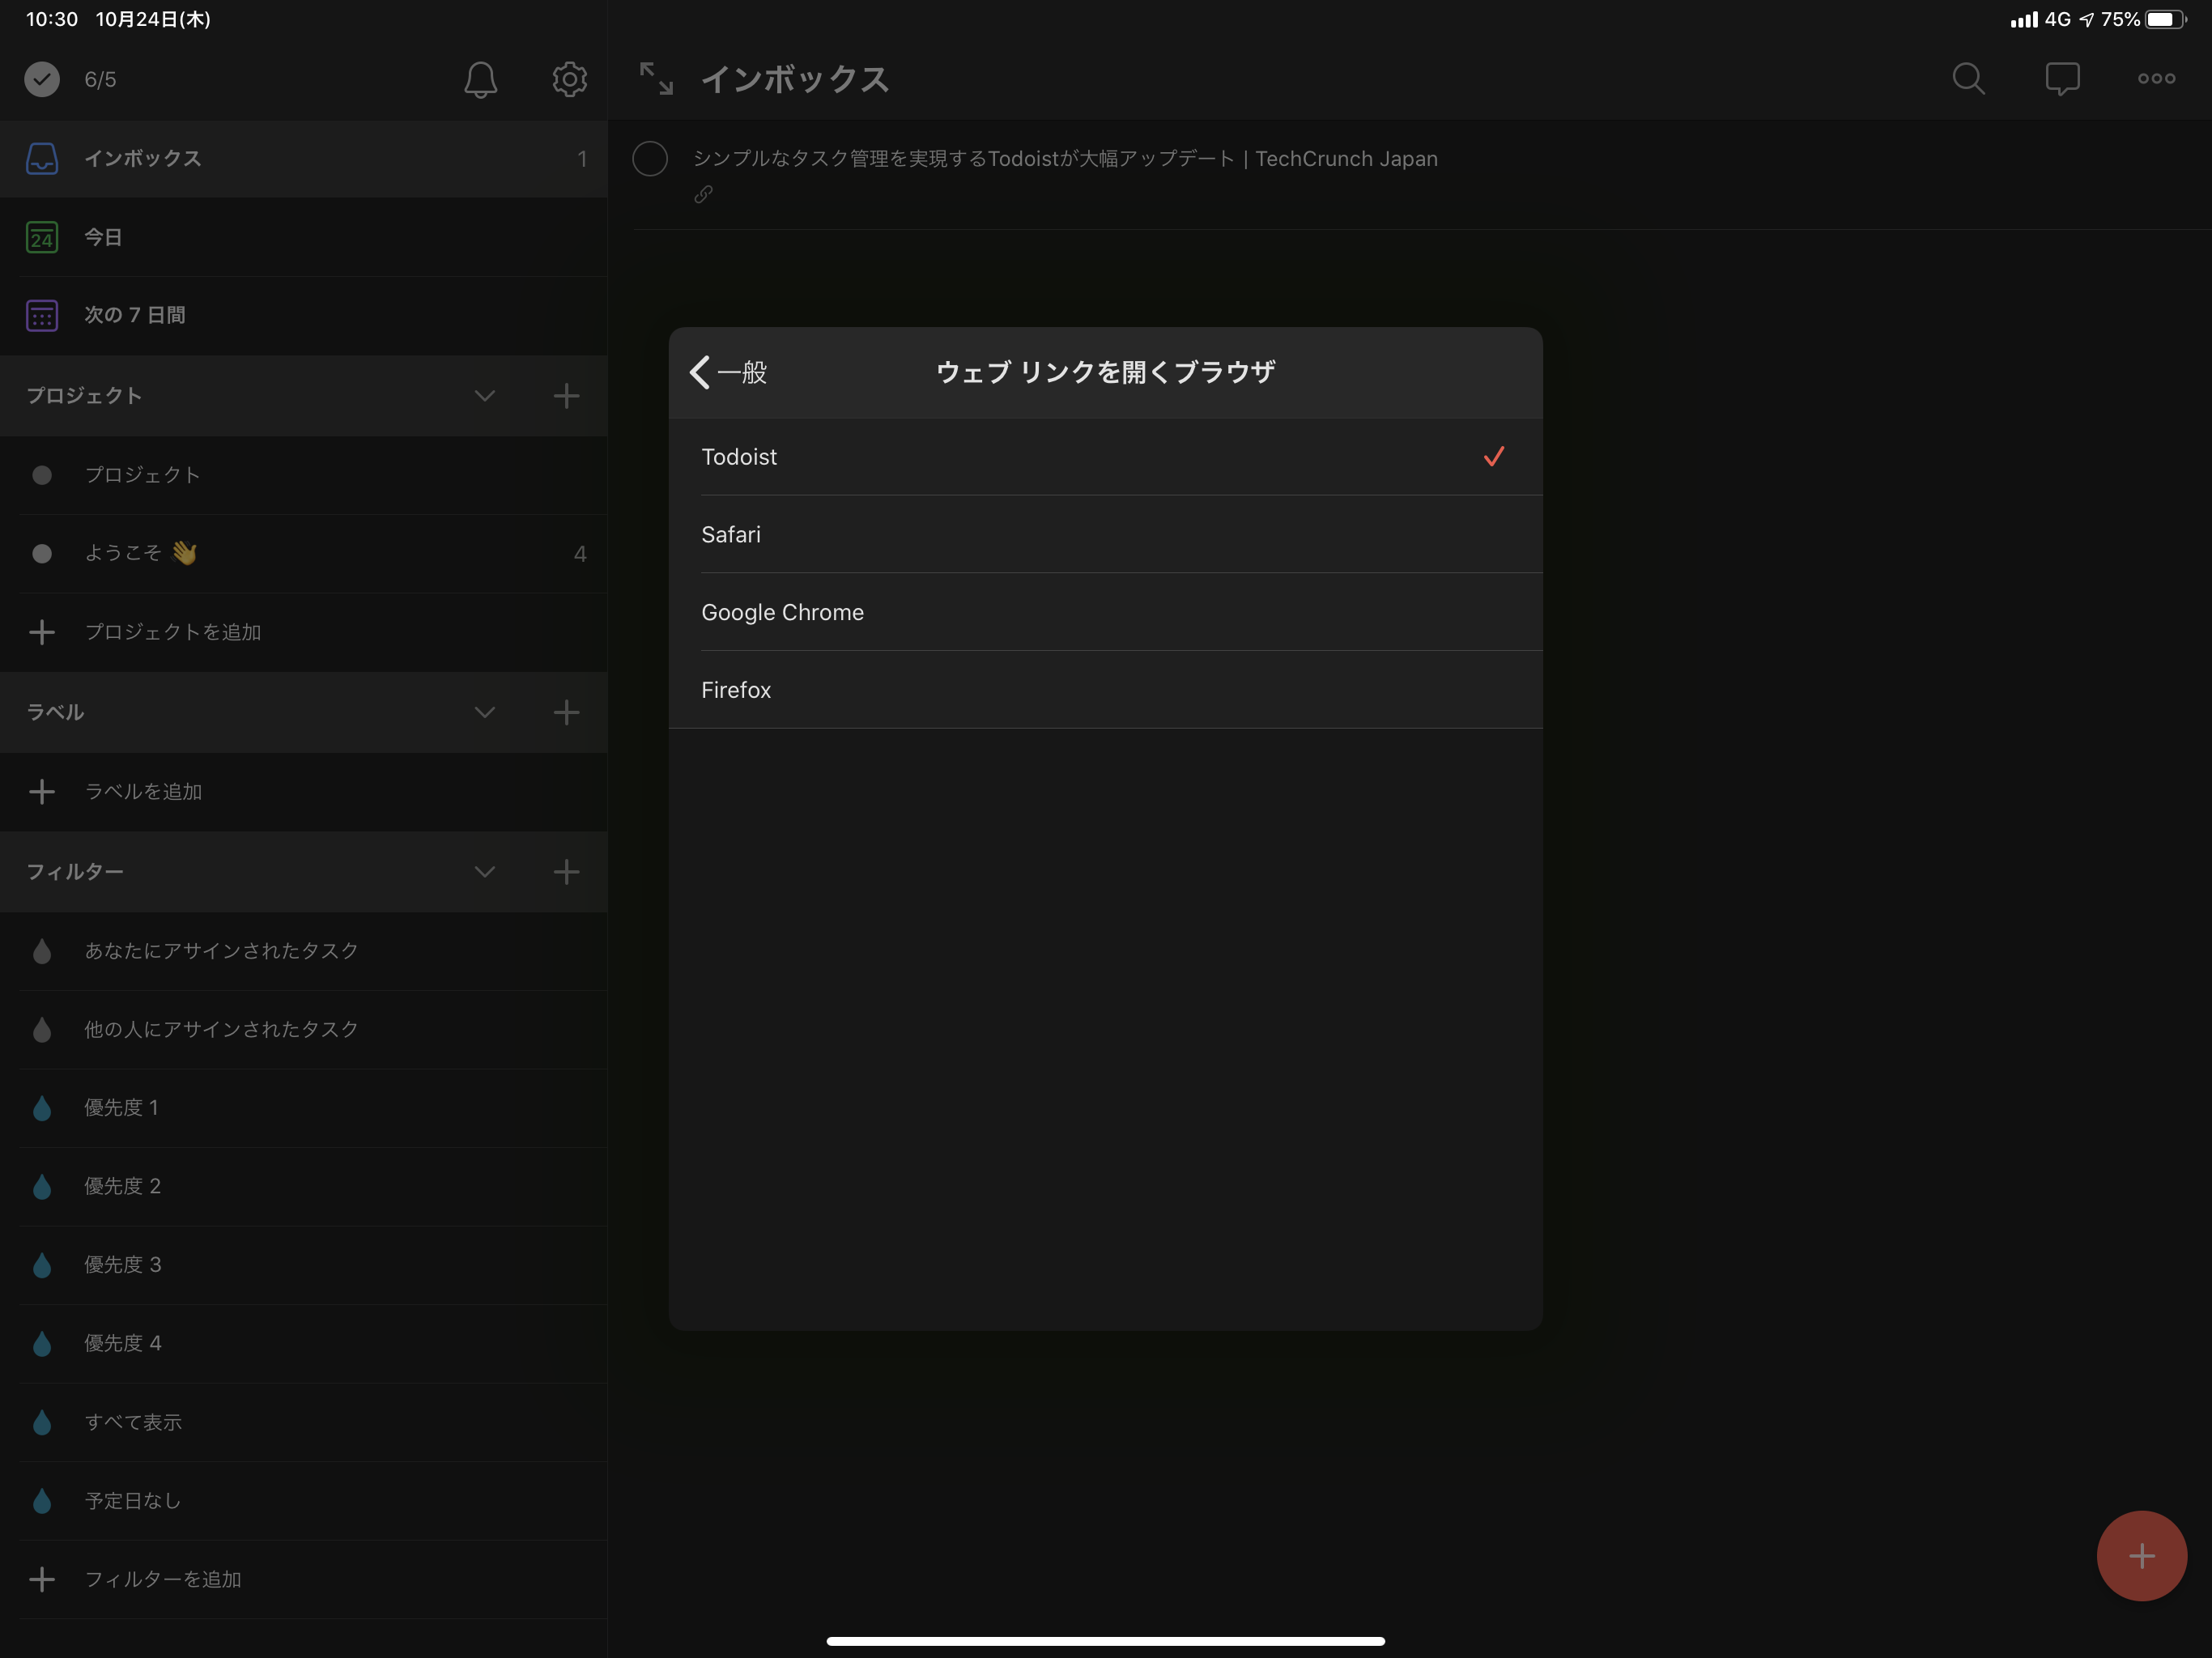 10:30 10月24日(木)
4G 75%
6/5
インボックス
インボックス 1
24 今日
次の 7 日間
プロジェクト
プロジェクト
ようこそ 👋 4
プロジェクトを追加
ラベル
ラベルを追加
フィルター
あなたにアサインされたタスク
他の人にアサインされたタスク
優先度 1
優先度 2
優先度 3
優先度 4
すべて表示
予定日なし
フィルターを追加
シンプルなタスク管理を実現するTodoistが大幅アップデート | TechCrunch Japan
一般 ウェブ リンクを開くブラウザ
Todoist
Safari
Google Chrome
Firefox